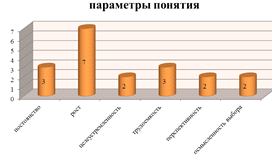 параметры понятия
7
6
5
4
3
2
1
0
3
7
2
3
2
2
постоянство
рост
целеустремленность
трудоемкость
перспективность
осмысленность выбора